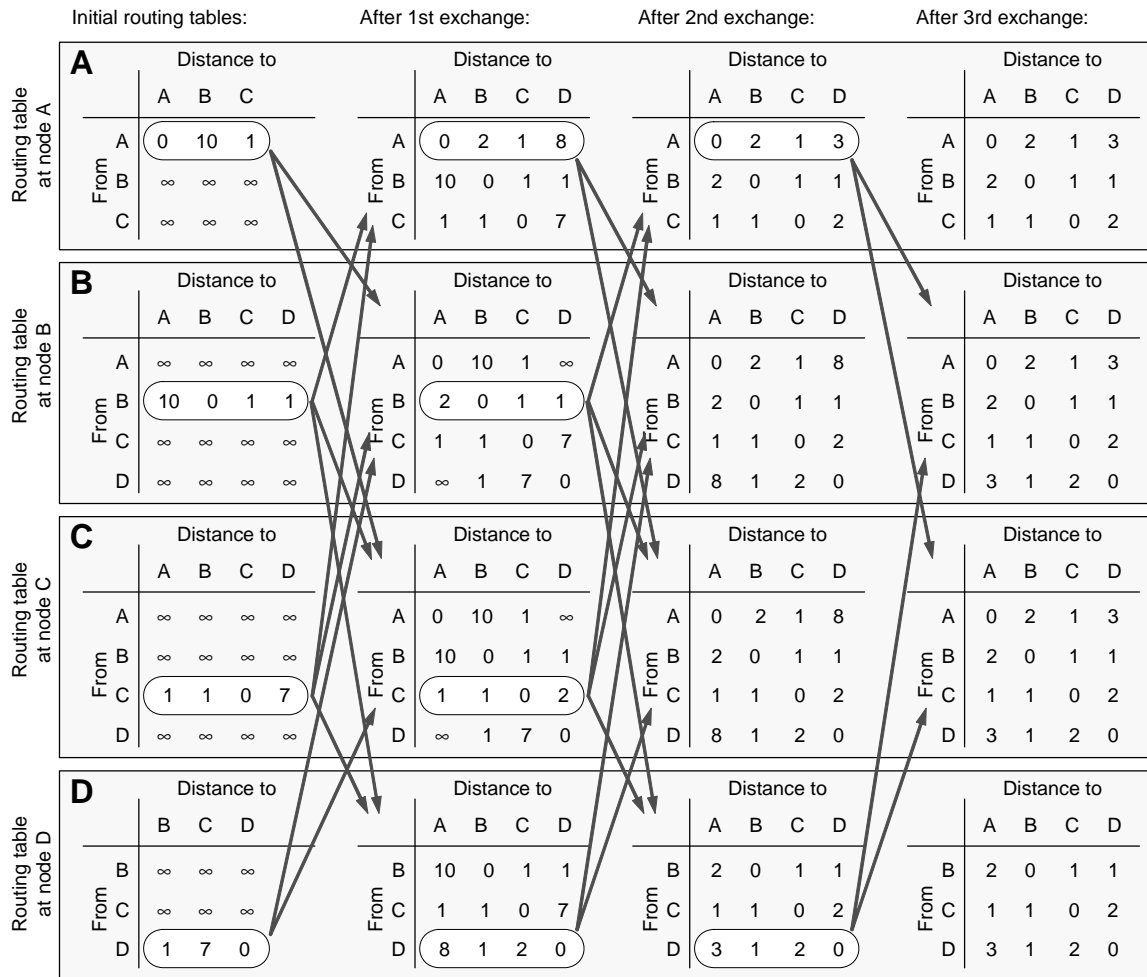 Initial routing tables: After 1st exchange: After 2nd exchange: After 3rd exchange:
Routing table at node A
A
Distance to Distance to Distance to Distance to
A B C A B C D A B C D A B C D
From A 0 10 1 From A 0 2 1 8 From A 0 2 1 3 From A 0 2 1 3
B ∞ ∞ ∞ B 10 0 1 1 B 2 0 1 1 B 2 0 1 1
C ∞ ∞ ∞ C 1 1 0 7 C 1 1 0 2 C 1 1 0 2
Routing table at node B
B
Distance to Distance to Distance to Distance to
A B C D A B C D A B C D A B C D
From A ∞ ∞ ∞ ∞ From A 0 10 1 ∞ From A 0 2 1 8 From A 0 2 1 3
B 10 0 1 1 B 2 0 1 1 B 2 0 1 1 B 2 0 1 1
C ∞ ∞ ∞ ∞ C 1 1 0 7 C 1 1 0 2 C 1 1 0 2
D ∞ ∞ ∞ ∞ D ∞ 1 7 0 D 8 1 2 0 D 3 1 2 0
Routing table at node C
C
Distance to Distance to Distance to Distance to
A B C D A B C D A B C D A B C D
From A ∞ ∞ ∞ ∞ From A 0 10 1 ∞ From A 0 2 1 8 From A 0 2 1 3
B ∞ ∞ ∞ ∞ B 10 0 1 1 B 2 0 1 1 B 2 0 1 1
C 1 1 0 7 C 1 1 0 2 C 1 1 0 2 C 1 1 0 2
D ∞ ∞ ∞ ∞ D ∞ 1 7 0 D 8 1 2 0 D 3 1 2 0
Routing table at node D
D
Distance to Distance to Distance to Distance to
B C D A B C D A B C D A B C D
From B ∞ ∞ ∞ From B 10 0 1 1 From B 2 0 1 1 From B 2 0 1 1
C ∞ ∞ ∞ C 1 1 0 7 C 1 1 0 2 C 1 1 0 2
D 1 7 0 D 8 1 2 0 D 3 1 2 0 D 3 1 2 0